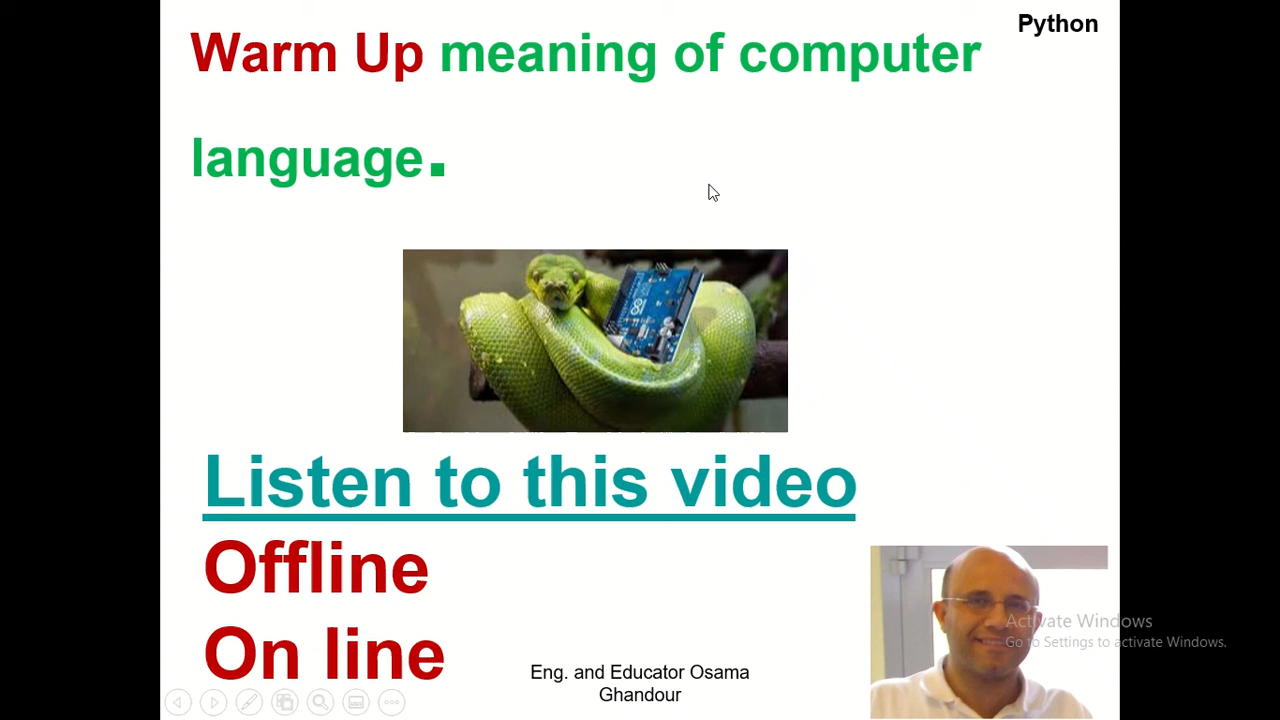 Python
Warm Up meaning of computer
language.
Listen to this video
Offline
On line
Eng. and Educator Osama
Ghandour
Activate Windows
Go to Settings to activate Windows.